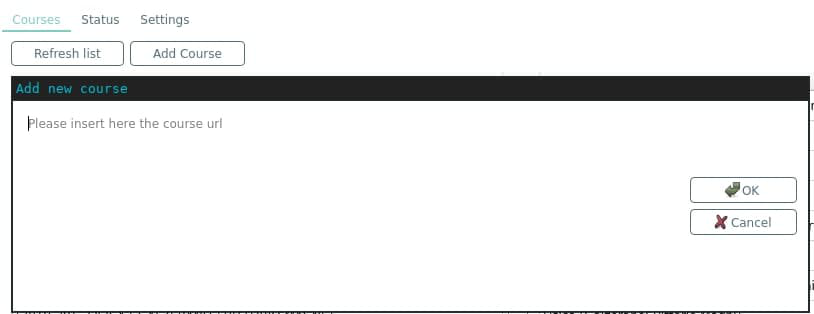 Courses Status Settings
Refresh list Add Course
Add new course
Please insert here the course url
OK
Cancel